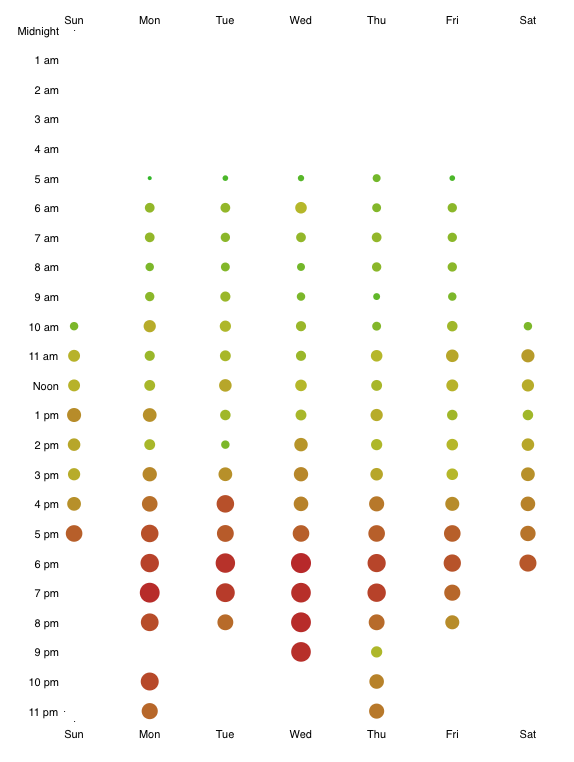 Sun Mon Tue Wed Thu Fri Sat
Midnight
1 am
2 am
3 am
4 am
5 am
6 am
7 am
8 am
9 am
10 am
11 am
Noon
1 pm
2 pm
3 pm
4 pm
5 pm
6 pm
7 pm
8 pm
9 pm
10 pm
11 pm
Sun Mon Tue Wed Thu Fri Sat